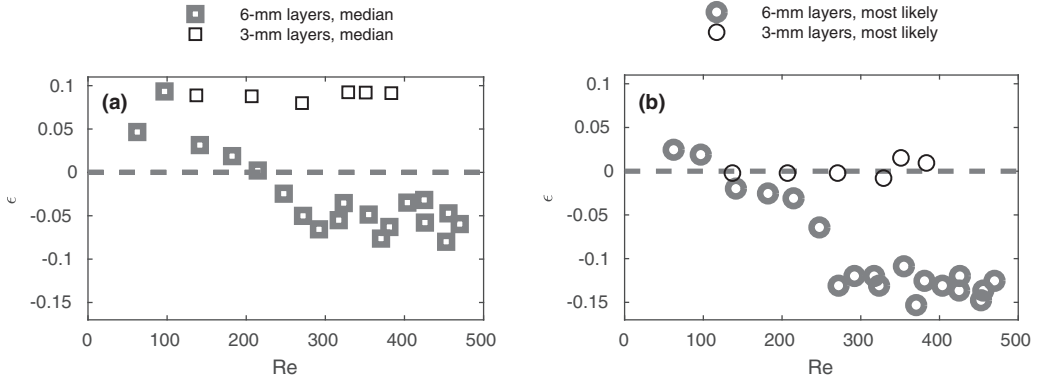 6-mm layers, median
3-mm layers, median
(a)
0.1
0.05
0
-0.05
-0.1
-0.15
ε
0 100 200 300 400 500
Re
6-mm layers, most likely
3-mm layers, most likely
(b)
0.1
0.05
0
-0.05
-0.1
-0.15
ε
0 100 200 300 400 500
Re